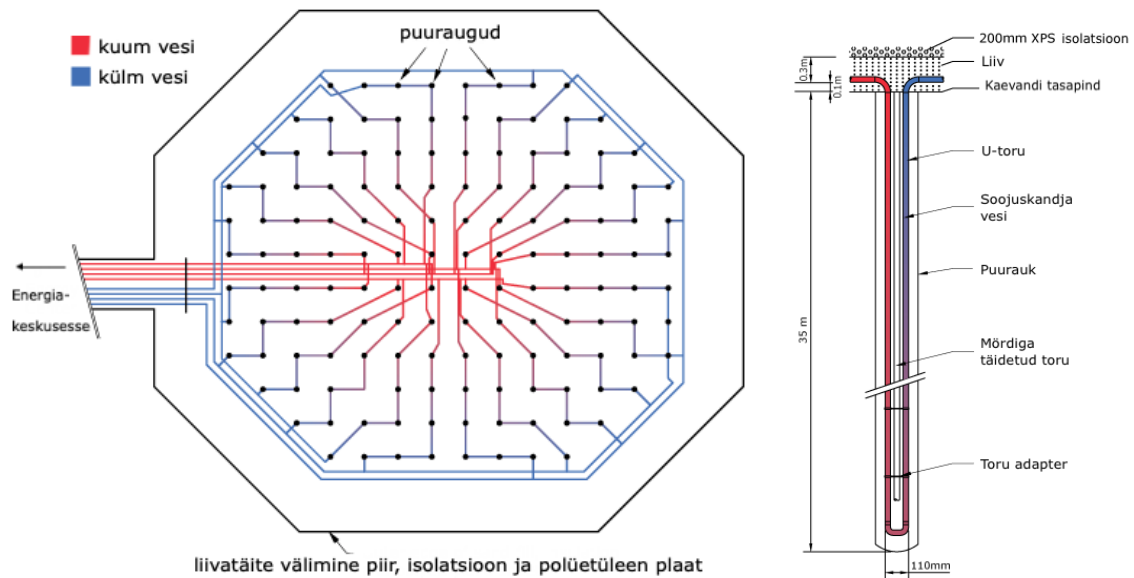 kuum vesi
külm vesi
puuraugud
Energia-
keskusesse
liivatäite välimine piir, isolatsioon ja polüetüleen plaat
200mm XPS isolatsioon
Liiv
0,3m
0,1m
Kaevandi tasapind
U-toru
Soojuskandja
vesi
Puurauk
35 m
Mördiga
täidetud toru
Toru adapter
110mm